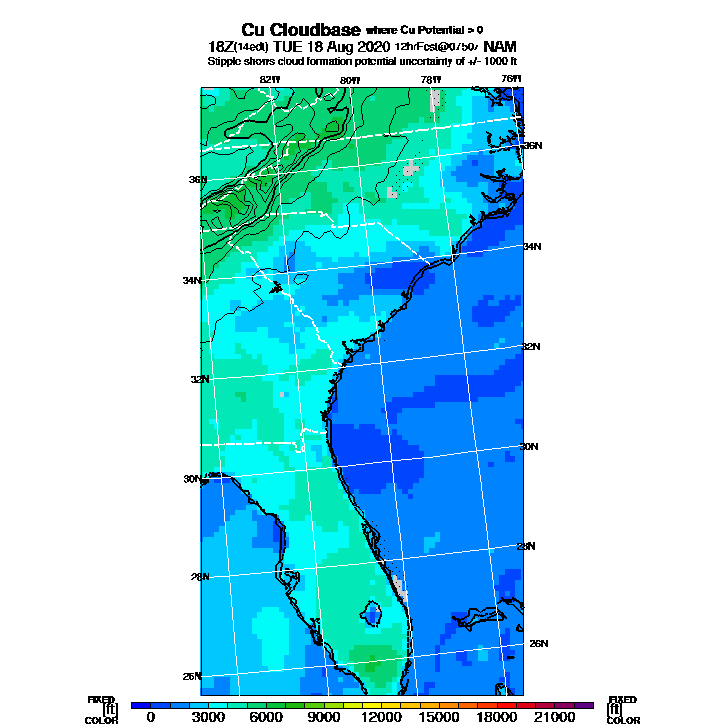 Cu Cloudbase where Cu Potential > 0
18Z(14edt) TUE 18 Aug 2020 12hrFcst@0750z NAM
Stipple shows cloud formation potential uncertainty of +/- 1000 ft
82W 80W 78W 76W
36N 36N
34N 34N
32N 32N
30N 30N
28N 28N
26N 26N
FIXED FIXED
[ft] [ft]
COLOR COLOR
0 3000 6000 9000 12000 15000 18000 21000